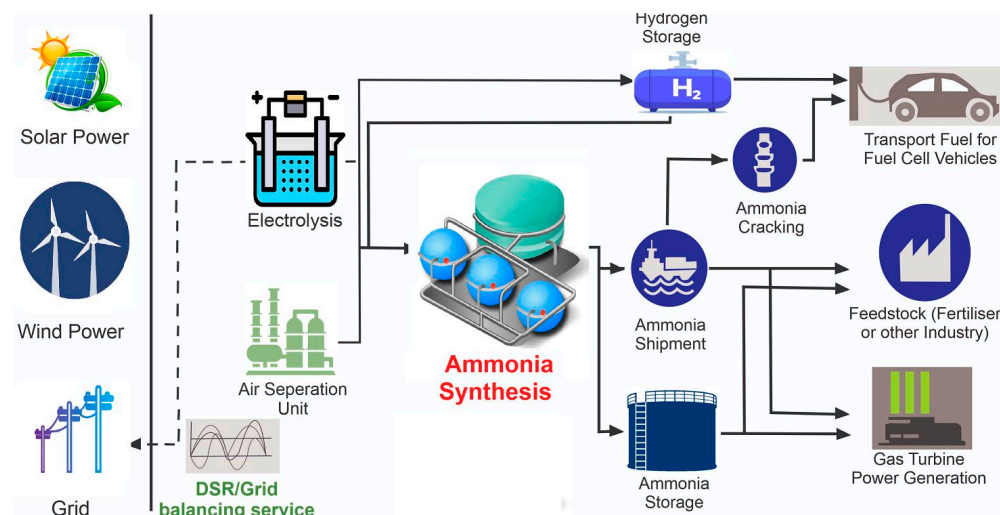 Solar Power
Wind Power
Grid
+ -
Electrolysis
Air Seperation
Unit
DSR/Grid
balancing service
Ammonia
Synthesis
Hydrogen
Storage
H2
Ammonia
Cracking
Ammonia
Shipment
Ammonia
Storage
Transport Fuel for
Fuel Cell Vehicles
Feedstock (Fertiliser
or other Industry)
Gas Turbine
Power Generation